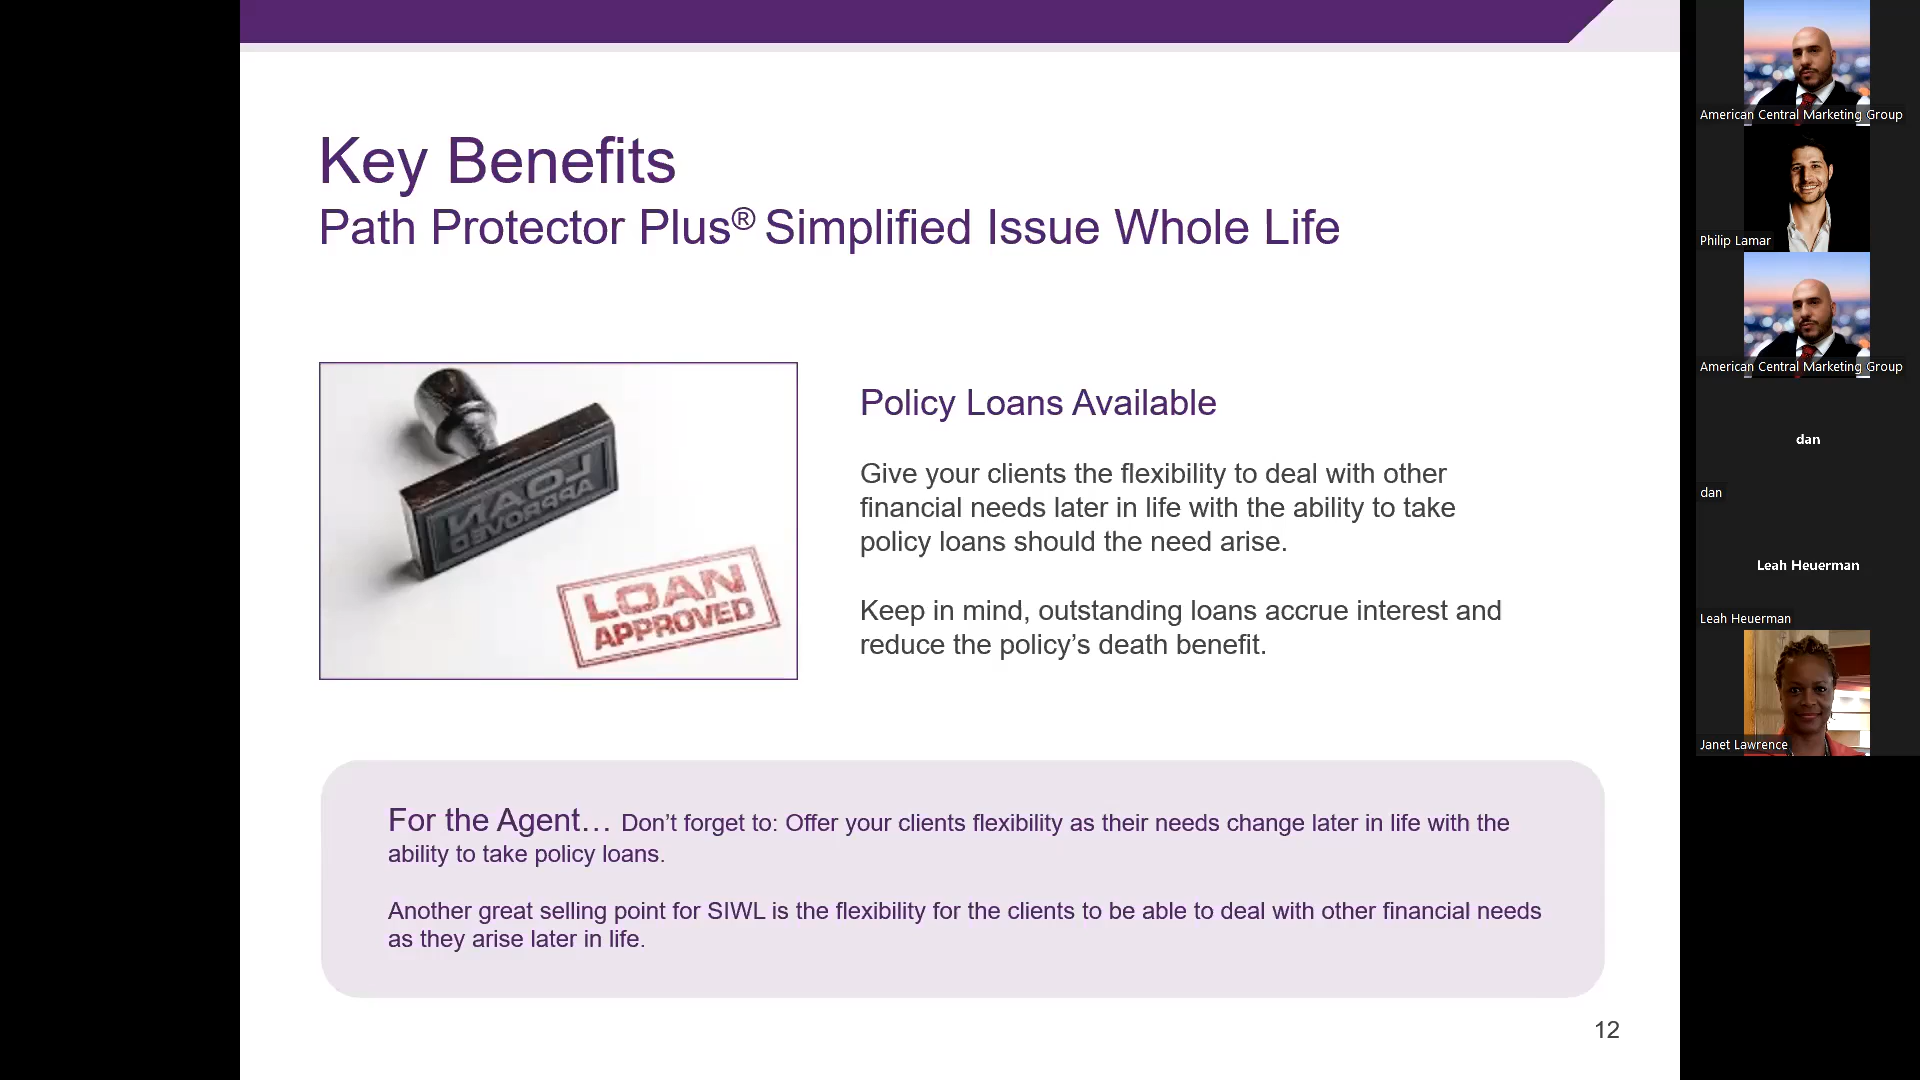 Key Benefits
Path Protector Plus® Simplified Issue Whole Life
LOAN
APPROVED
LOAN
APPROVED
Policy Loans Available
Give your clients the flexibility to deal with other
financial needs later in life with the ability to take
policy loans should the need arise.
Keep in mind, outstanding loans accrue interest and
reduce the policy’s death benefit.
For the Agent… Don’t forget to: Offer your clients flexibility as their needs change later in life with the
ability to take policy loans.
Another great selling point for SIWL is the flexibility for the clients to be able to deal with other financial needs
as they arise later in life.
12
American Central Marketing Group
Philip Lamar
American Central Marketing Group
dan
dan
Leah Heuerman
Leah Heuerman
Janet Lawrence